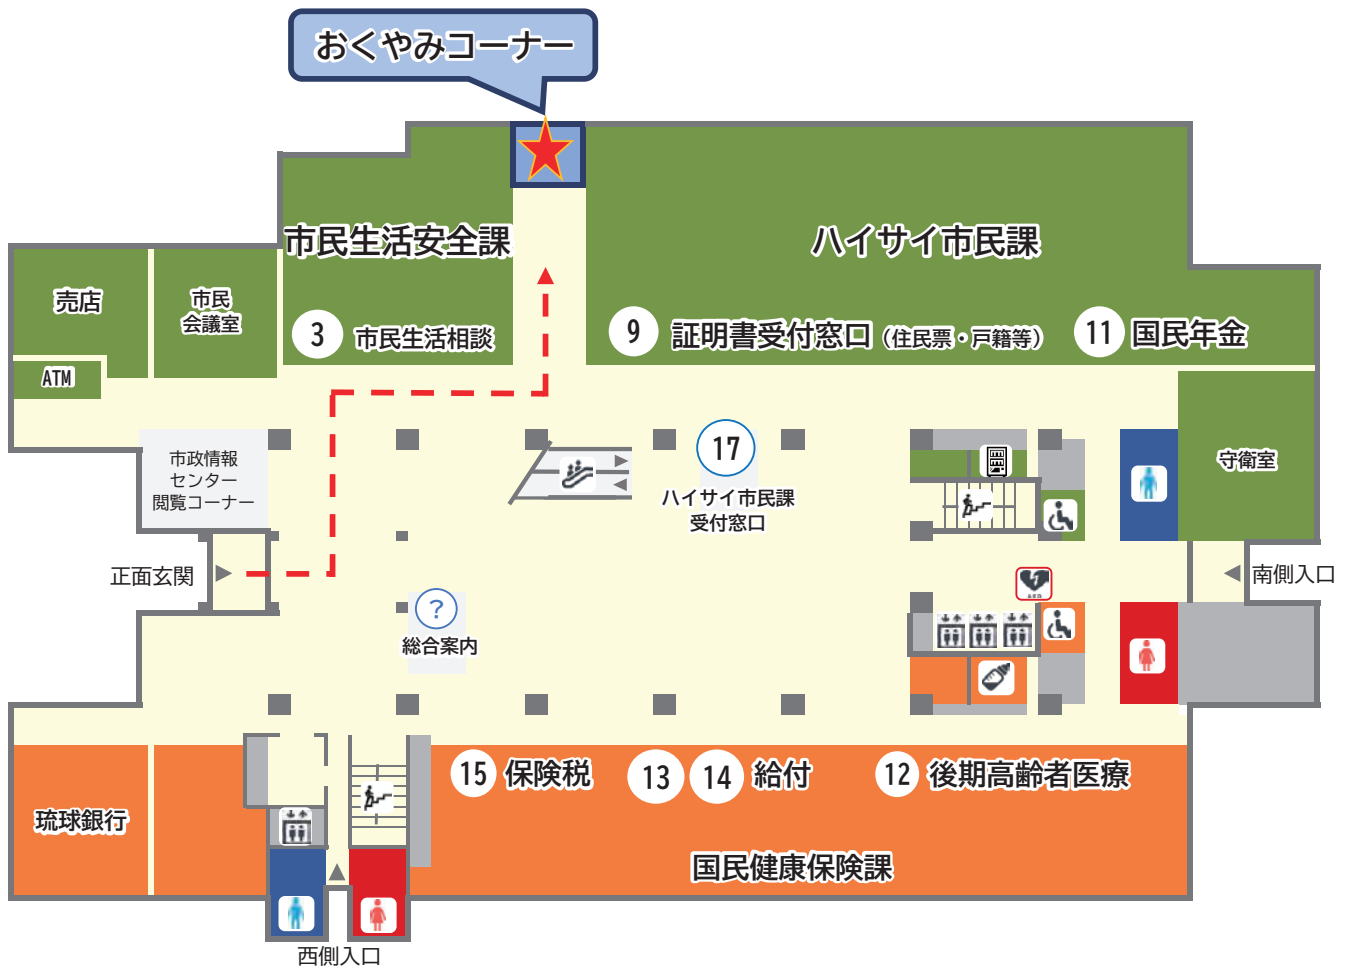 おくやみコーナー
市民生活安全課
ハイサイ市民課
売店
市民
会議室
3 市民生活相談
9 証明書受付窓口（住民票・戸籍等）
11 国民年金
ATM
市政情報
センター
閲覧コーナー
17
ハイサイ市民課
受付窓口
守衛室
正面玄関
南側入口
?
総合案内
15 保険税
13 14 給付
12 後期高齢者医療
琉球銀行
国民健康保険課
西側入口